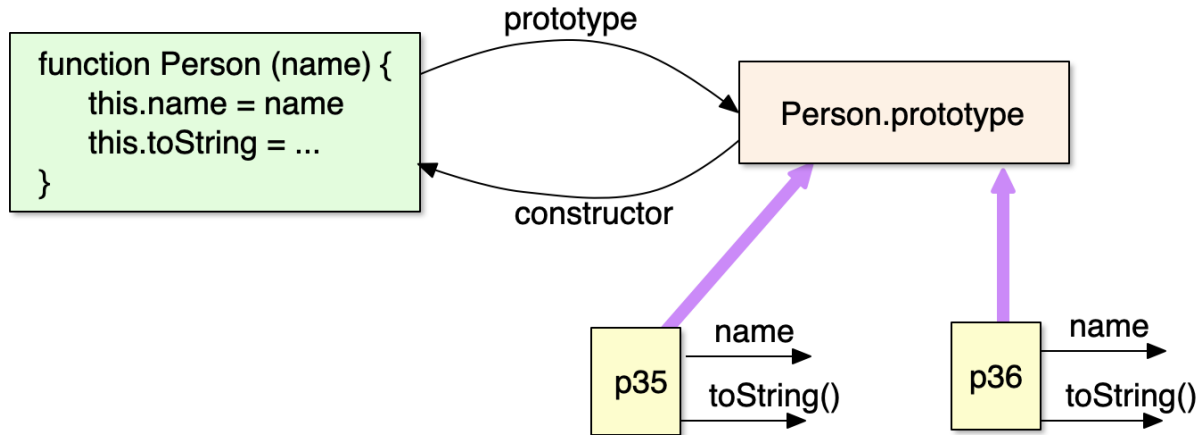 prototype
function Person (name) {
this.name = name
this.toString = ...
}
Person.prototype
constructor
name
p35
toString()
name
p36
toString()